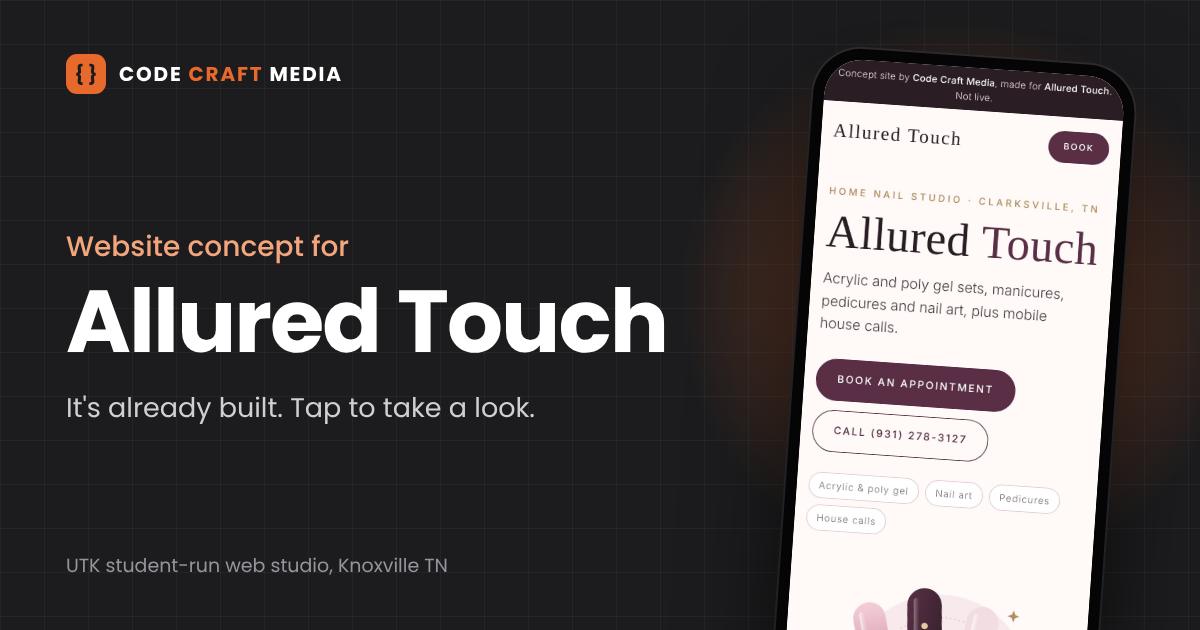 { } CODE CRAFT MEDIA
Website concept for
Allured Touch
It's already built. Tap to take a look.
UTK student-run web studio, Knoxville TN
Concept site by Code Craft Media, made for Allured Touch.
Not live.
Allured Touch
BOOK
HOME NAIL STUDIO · CLARKSVILLE, TN
Allured Touch
Acrylic and poly gel sets, manicures,
pedicures and nail art, plus mobile
house calls.
BOOK AN APPOINTMENT
CALL (931) 278-3127
Acrylic & poly gel
Nail art
Pedicures
House calls